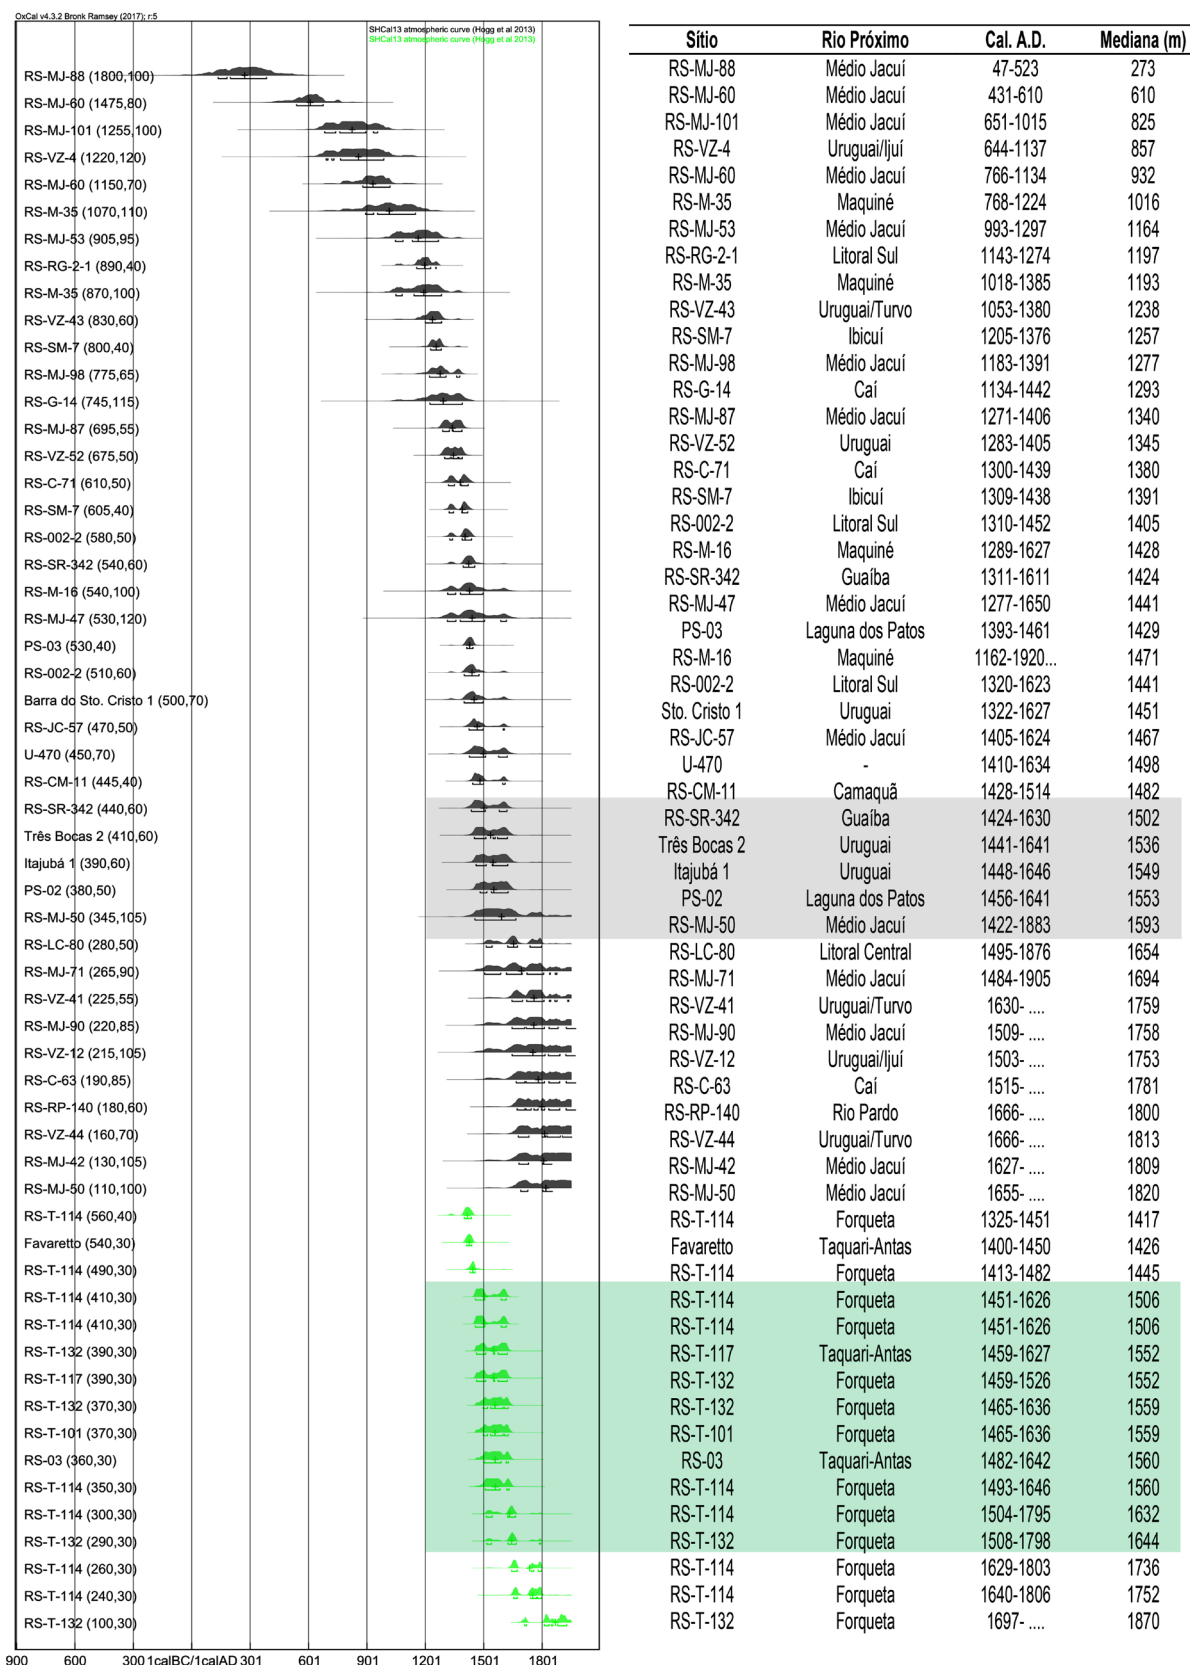 OxCal v4.3.2 Bronk Ramsey (2017); r:5
SHCal13 atmospheric curve (Hogg et al 2013)
SHCal13 atmospheric curve (Hogg et al 2013)
RS-MJ-88 (1800,100)
RS-MJ-60 (1475,80)
RS-MJ-101 (1255,100)
RS-VZ-4 (1220,120)
RS-MJ-60 (1150,70)
RS-M-35 (1070,110)
RS-MJ-53 (905,95)
RS-RG-2-1 (890,40)
RS-M-35 (870,100)
RS-VZ-43 (830,60)
RS-SM-7 (800,40)
RS-MJ-98 (775,65)
RS-G-14 (745,115)
RS-MJ-87 (695,55)
RS-VZ-52 (675,50)
RS-C-71 (610,50)
RS-SM-7 (605,40)
RS-002-2 (580,50)
RS-SR-342 (540,60)
RS-M-16 (540,100)
RS-MJ-47 (530,120)
PS-03 (530,40)
RS-002-2 (510,60)
Barra do Sto. Cristo 1 (500,70)
RS-JC-57 (470,50)
U-470 (450,70)
RS-CM-11 (445,40)
RS-SR-342 (440,60)
Três Bocas 2 (410,60)
Itajubá 1 (390,60)
PS-02 (380,50)
RS-MJ-50 (345,105)
RS-LC-80 (280,50)
RS-MJ-71 (265,90)
RS-VZ-41 (225,55)
RS-MJ-90 (220,85)
RS-VZ-12 (215,105)
RS-C-63 (190,85)
RS-RP-140 (180,60)
RS-VZ-44 (160,70)
RS-MJ-42 (130,105)
RS-MJ-50 (110,100)
RS-T-114 (560,40)
Favaretto (540,30)
RS-T-114 (490,30)
RS-T-114 (410,30)
RS-T-114 (410,30)
RS-T-132 (390,30)
RS-T-117 (390,30)
RS-T-132 (370,30)
RS-T-101 (370,30)
RS-03 (360,30)
RS-T-114 (350,30)
RS-T-114 (300,30)
RS-T-132 (290,30)
RS-T-114 (260,30)
RS-T-114 (240,30)
RS-T-132 (100,30)
900 600 300 1calBC/1calAD 301 601 901 1201 1501 1801
Sítio Rio Próximo Cal. A.D. Mediana (m)
RS-MJ-88 Médio Jacuí 47-523 273
RS-MJ-60 Médio Jacuí 431-610 610
RS-MJ-101 Médio Jacuí 651-1015 825
RS-VZ-4 Uruguai/Ijuí 644-1137 857
RS-MJ-60 Médio Jacuí 766-1134 932
RS-M-35 Maquiné 768-1224 1016
RS-MJ-53 Médio Jacuí 993-1297 1164
RS-RG-2-1 Litoral Sul 1143-1274 1197
RS-M-35 Maquiné 1018-1385 1193
RS-VZ-43 Uruguai/Turvo 1053-1380 1238
RS-SM-7 Ibicuí 1205-1376 1257
RS-MJ-98 Médio Jacuí 1183-1391 1277
RS-G-14 Caí 1134-1442 1293
RS-MJ-87 Médio Jacuí 1271-1406 1340
RS-VZ-52 Uruguai 1283-1405 1345
RS-C-71 Caí 1300-1439 1380
RS-SM-7 Ibicuí 1309-1438 1391
RS-002-2 Litoral Sul 1310-1452 1405
RS-M-16 Maquiné 1289-1627 1428
RS-SR-342 Guaíba 1311-1611 1424
RS-MJ-47 Médio Jacuí 1277-1650 1441
PS-03 Laguna dos Patos 1393-1461 1429
RS-M-16 Maquiné 1162-1920... 1471
RS-002-2 Litoral Sul 1320-1623 1441
Sto. Cristo 1 Uruguai 1322-1627 1451
RS-JC-57 Médio Jacuí 1405-1624 1467
U-470 - 1410-1634 1498
RS-CM-11 Camaquã 1428-1514 1482
RS-SR-342 Guaíba 1424-1630 1502
Três Bocas 2 Uruguai 1441-1641 1536
Itajubá 1 Uruguai 1448-1646 1549
PS-02 Laguna dos Patos 1456-1641 1553
RS-MJ-50 Médio Jacuí 1422-1883 1593
RS-LC-80 Litoral Central 1495-1876 1654
RS-MJ-71 Médio Jacuí 1484-1905 1694
RS-VZ-41 Uruguai/Turvo 1630- .... 1759
RS-MJ-90 Médio Jacuí 1509- .... 1758
RS-VZ-12 Uruguai/Ijuí 1503- .... 1753
RS-C-63 Caí 1515- .... 1781
RS-RP-140 Rio Pardo 1666- .... 1800
RS-VZ-44 Uruguai/Turvo 1666- .... 1813
RS-MJ-42 Médio Jacuí 1627- .... 1809
RS-MJ-50 Médio Jacuí 1655- .... 1820
RS-T-114 Forqueta 1325-1451 1417
Favaretto Taquari-Antas 1400-1450 1426
RS-T-114 Forqueta 1413-1482 1445
RS-T-114 Forqueta 1451-1626 1506
RS-T-114 Forqueta 1451-1626 1506
RS-T-117 Taquari-Antas 1459-1627 1552
RS-T-132 Forqueta 1459-1526 1552
RS-T-132 Forqueta 1465-1636 1559
RS-T-101 Forqueta 1465-1636 1559
RS-03 Taquari-Antas 1482-1642 1560
RS-T-114 Forqueta 1493-1646 1560
RS-T-114 Forqueta 1504-1795 1632
RS-T-132 Forqueta 1508-1798 1644
RS-T-114 Forqueta 1629-1803 1736
RS-T-114 Forqueta 1640-1806 1752
RS-T-132 Forqueta 1697- .... 1870